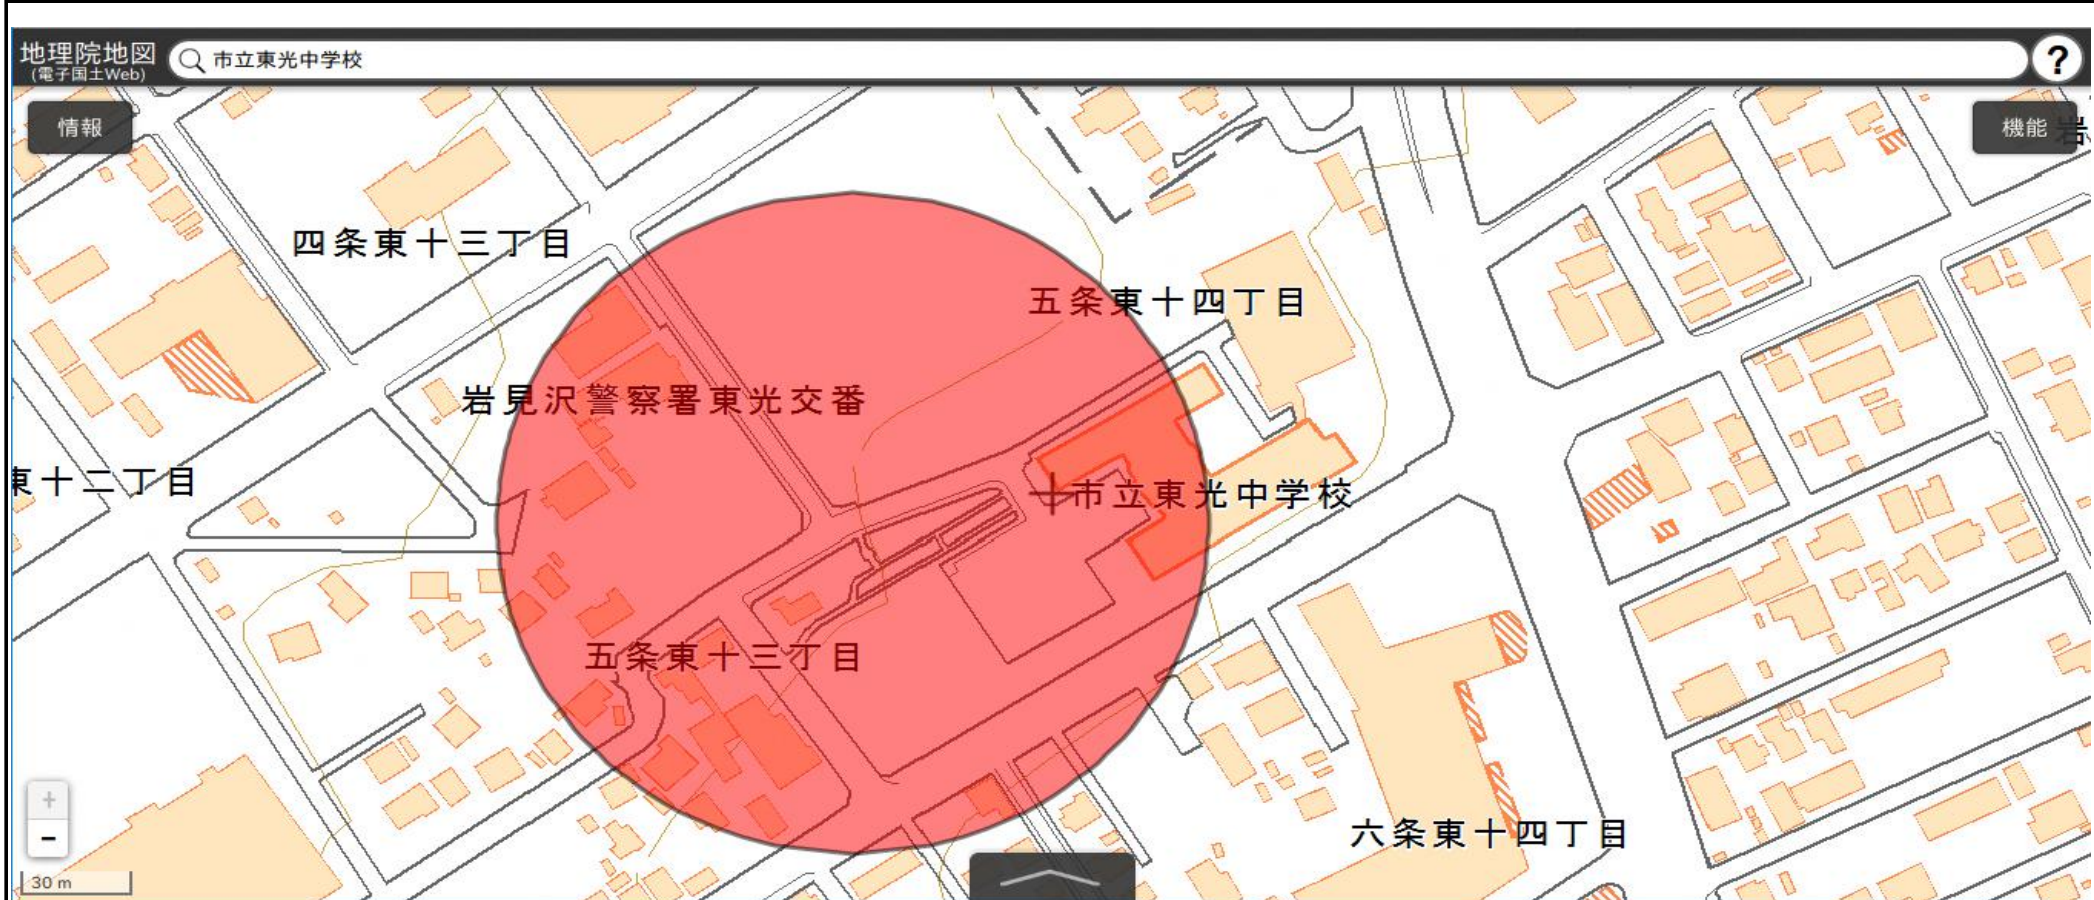 地理院地図
(電子国土Web)
市立東光中学校
?
情報
機能
岩
四条東十三丁目
五条東十四丁目
岩見沢警察署東光交番
東十二丁目
市立東光中学校
五条東十三丁目
六条東十四丁目
+
-
30 m